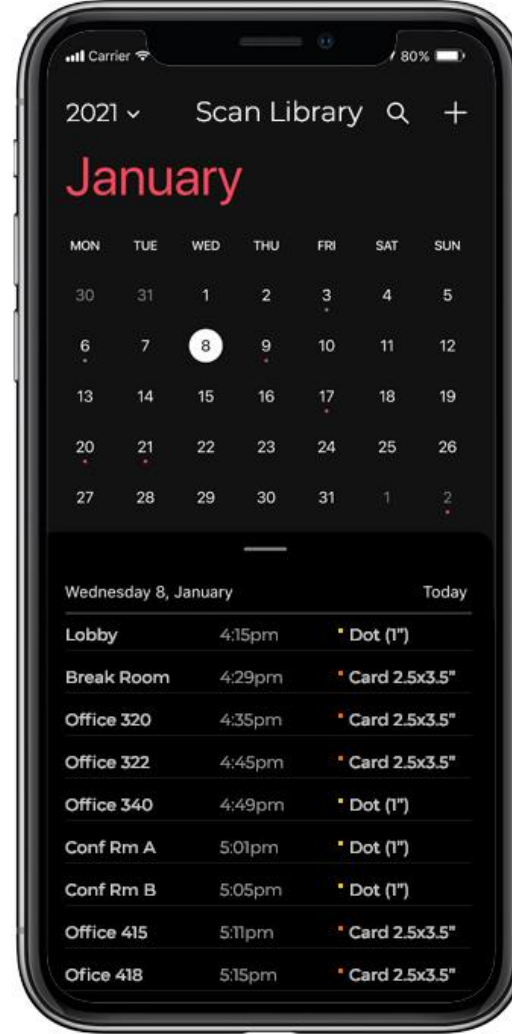 Carrier 80%
2021 Scan Library
January
MON TUE WED THU FRI SAT SUN
30 31 1 2 3 4 5
6 7 8 9 10 11 12
13 14 15 16 17 18 19
20 21 22 23 24 25 26
27 28 29 30 31 1 2
Wednesday 8, January Today
Lobby 4:15pm Dot (1")
Break Room 4:29pm Card 2.5x3.5"
Office 320 4:35pm Card 2.5x3.5"
Office 322 4:45pm Card 2.5x3.5"
Office 340 4:49pm Dot (1")
Conf Rm A 5:01pm Dot (1")
Conf Rm B 5:05pm Dot (1")
Office 415 5:11pm Card 2.5x3.5"
Ofice 418 5:15pm Card 2.5x3.5"